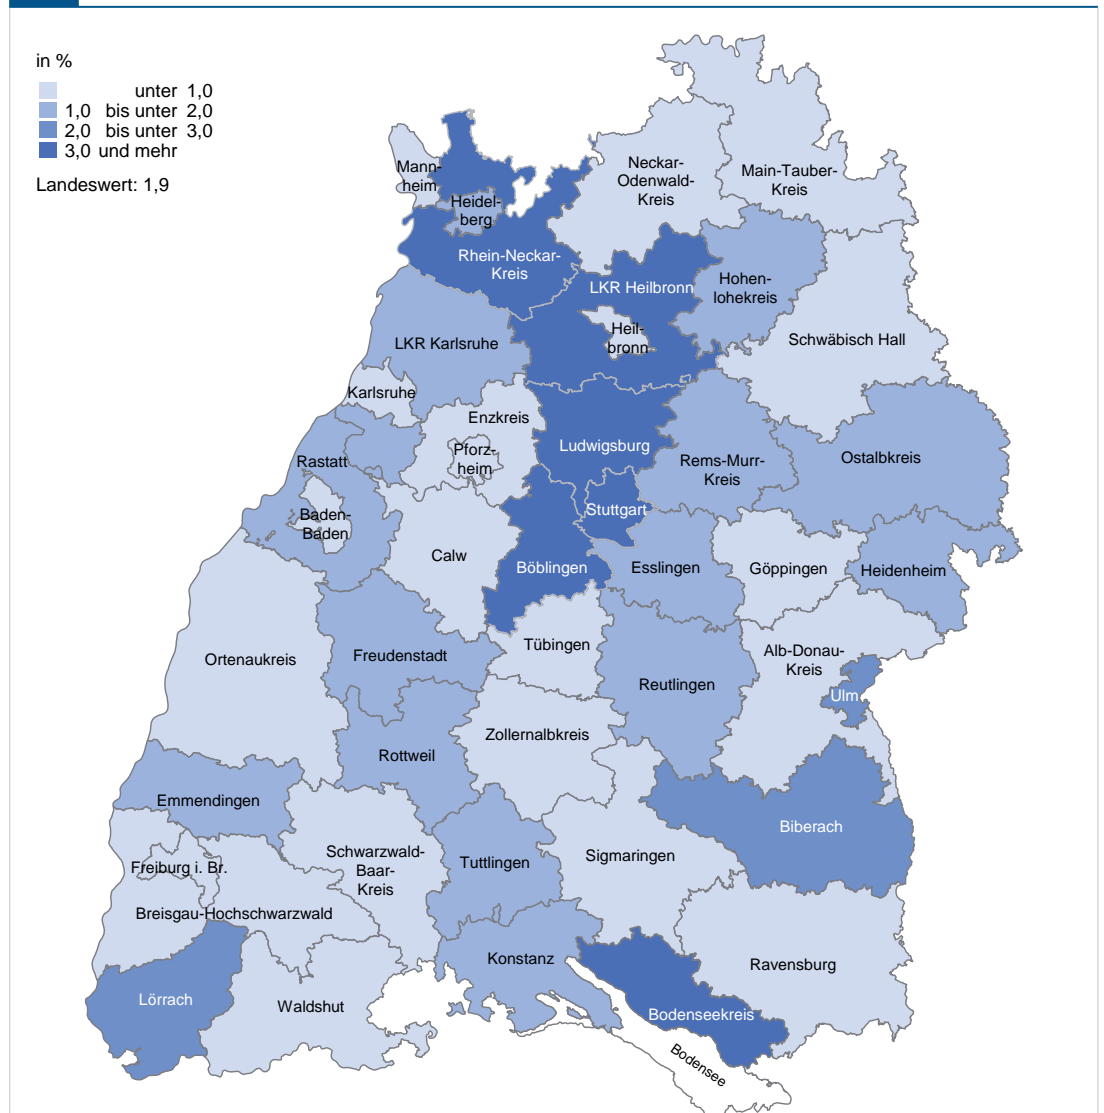 in %
unter 1,0
1,0 bis unter 2,0
2,0 bis unter 3,0
3,0 und mehr
Landeswert: 1,9
Mann-
heim
Heidel-
berg
Rhein-Neckar-
Kreis
Neckar-
Odenwald-
Kreis
Main-Tauber-
Kreis
LKR Heilbronn
Hohen-
lohekreis
Heil-
bronn
Schwäbisch Hall
LKR Karlsruhe
Karlsruhe
Enzkreis
Pforz-
heim
Ludwigsburg
Rems-Murr-
Kreis
Ostalbkreis
Rastatt
Baden-
Baden
Stuttgart
Calw
Böblingen
Esslingen
Göppingen
Heidenheim
Ortenaukreis
Freudenstadt
Tübingen
Reutlingen
Alb-Donau-
Kreis
Ulm
Zollernalbkreis
Rottweil
Emmendingen
Biberach
Freiburg i. Br.
Schwarzwald-
Baar-
Kreis
Tuttlingen
Sigmaringen
Breisgau-Hochschwarzwald
Konstanz
Ravensburg
Lörrach
Waldshut
Bodenseekreis
Bodensee